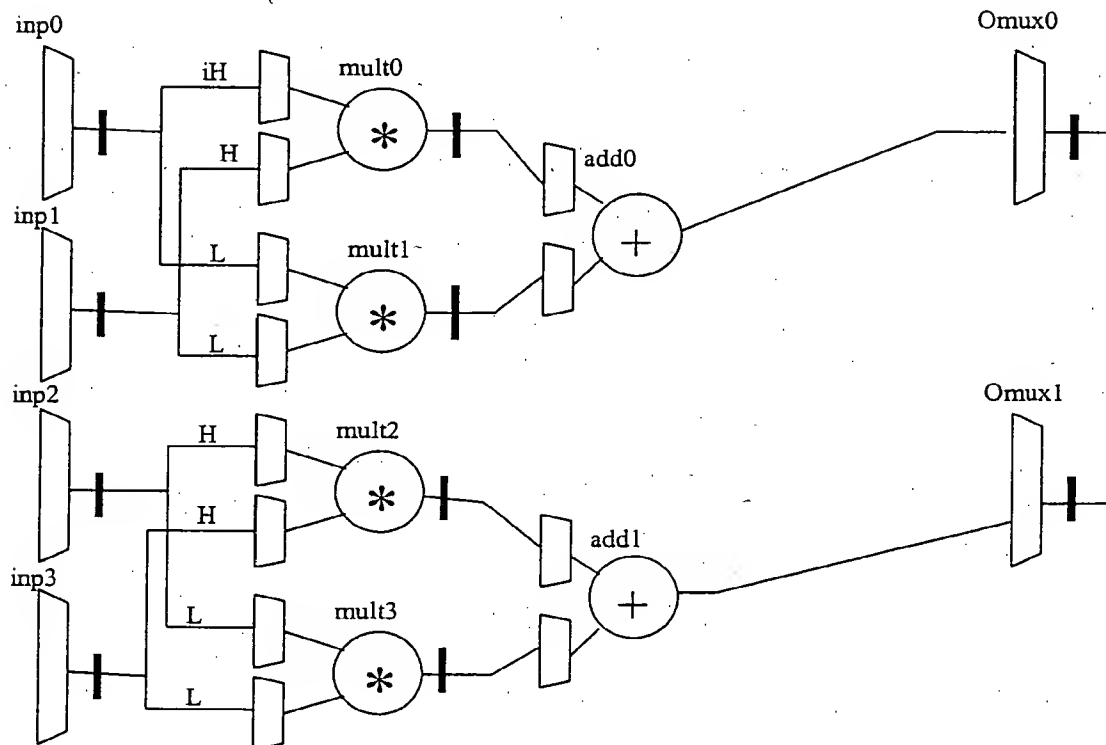 inp0
Omux0
iH
mult0
*
H
add0
+
inp1
L
mult1
*
L
inp2
Omux1
H
mult2
*
H
add1
+
inp3
L
mult3
*
L